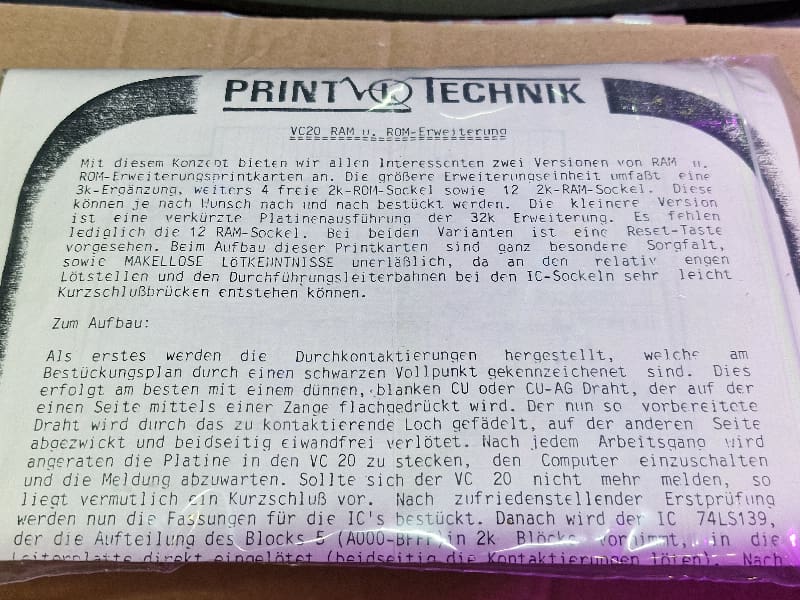 PRINT TECHNIK
VC20 RAM u. ROM-Erweiterung
Mit diesem Konzept bieten wir allen Interessenten zwei Versionen von RAM u.
ROM-Erweiterungsprintkarten an. Die größere Erweiterungseinheit umfaßt eine
3k-Ergänzung, weiters 4 freie 2k-ROM-Sockel sowie 12 2k-RAM-Sockel. Diese
können je nach Wunsch nach und nach bestückt werden. Die kleinere Version
ist eine verkürzte Platinenausführung der 32k Erweiterung. Es fehlen
lediglich die 12 RAM-Sockel. Bei beiden Varianten ist eine Reset-Taste
vorgesehen. Beim Aufbau dieser Printkarten sind ganz besondere Sorgfalt,
sowie MAKELLOSE LÖTKENNTNISSE unerläßlich, da an den relativ engen
Lötstellen und den Durchführungsleiterbahnen bei den IC-Sockeln sehr leicht
Kurzschlußbrücken entstehen können.
Zum Aufbau:
Als erstes werden die Durchkontaktierungen hergestellt, welche am
Bestückungsplan durch einen schwarzen Vollpunkt gekennzeichenet sind. Dies
erfolgt am besten mit einem dünnen, blanken CU oder CU-AG Draht, der auf der
einen Seite mittels einer Zange flachgedrückt wird. Der nun so vorbereitete
Draht wird durch das zu kontaktierende Loch gefädelt, auf der anderen Seite
abgezwickt und beidseitig eiwandfrei verlötet. Nach jedem Arbeitsgang wird
angeraten die Platine in den VC 20 zu stecken, den Computer einzuschalten
und die Meldung abzuwarten. Sollte sich der VC 20 nicht mehr melden, so
liegt vermutlich ein Kurzschluß vor. Nach zufriedenstellender Erstprüfung
werden nun die Fassungen für die IC's bestückt. Danach wird der IC 74LS139,
der die Aufteilung des Blocks 5 (A000-BFFF)in 2k Blöcke vornimmt, in die
Leiterplatte direkt eingelötet (beidseitig die Kontaktierungen löten). Nach